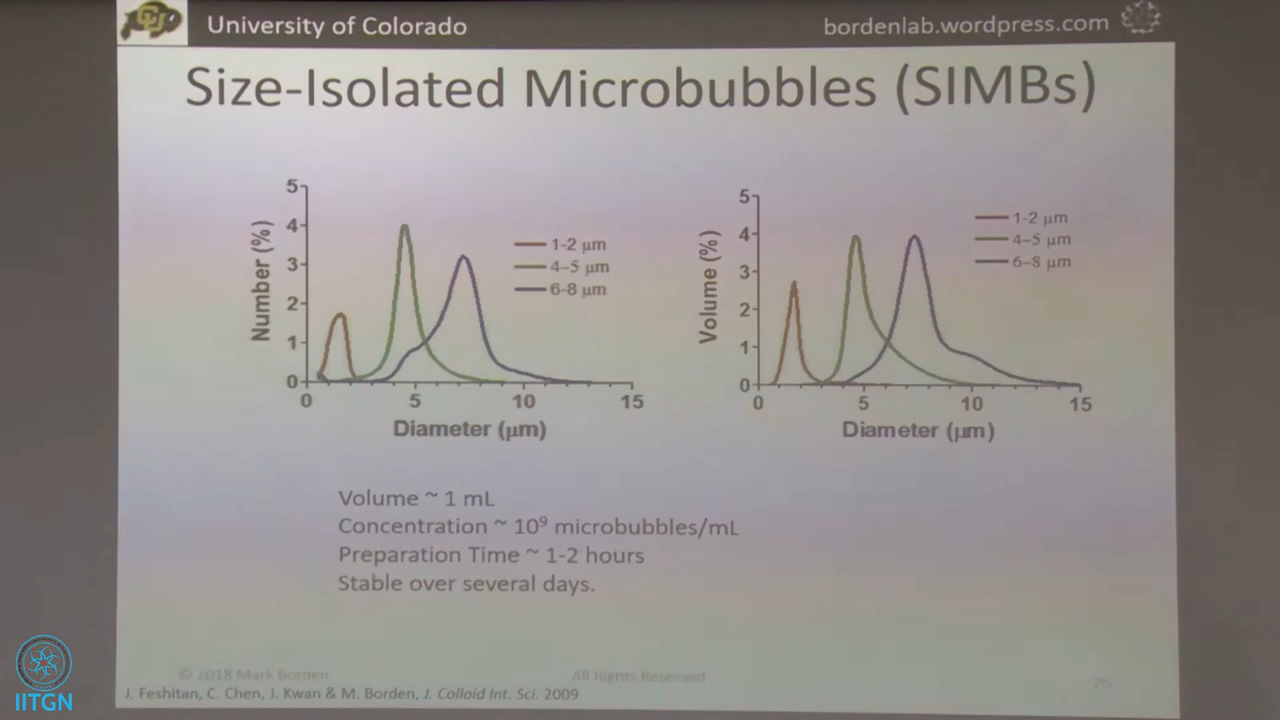 University of Colorado
bordenlab.wordpress.com
Size-Isolated Microbubbles (SIMBs)
5
4
3
2
1
0
Number (%)
0 5 10 15
Diameter (μm)
1-2 μm
4–5 μm
6-8 μm
5
4
3
2
1
0
Volume (%)
0 5 10 15
Diameter (μm)
1-2 μm
4–5 μm
6–8 μm
Volume ~ 1 mL
Concentration ~ 10⁹ microbubbles/mL
Preparation Time ~ 1-2 hours
Stable over several days.
© 2018 Mark Borden
All Rights Reserved
20
J. Feshitan, C. Chen, J. Kwan & M. Borden, J. Colloid Int. Sci. 2009
CU
IITGN